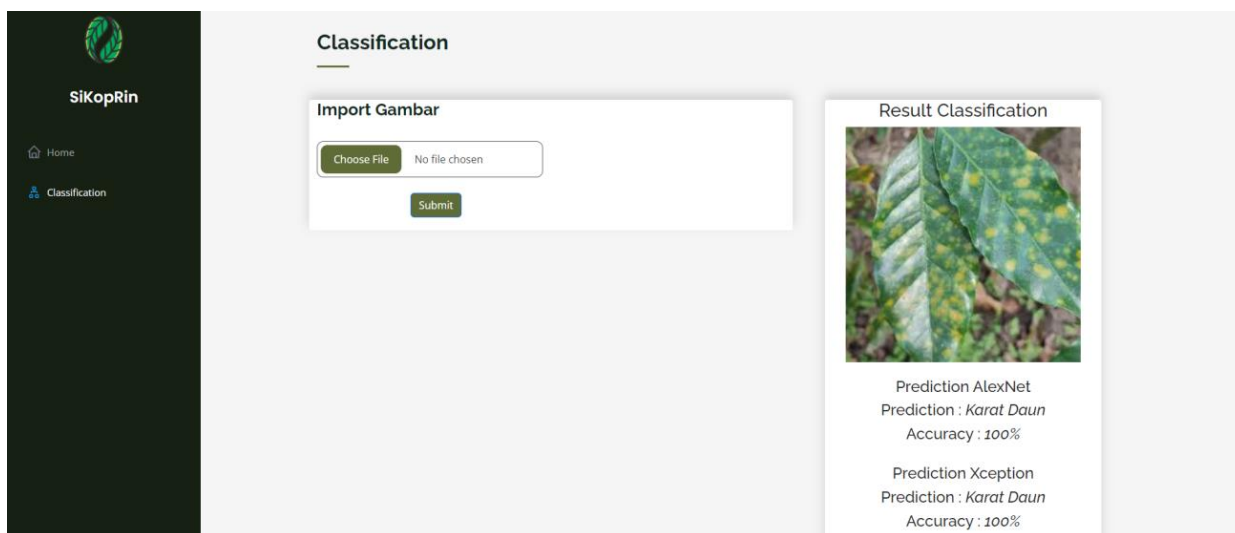 SiKopRin
Home
Classification
Classification
Import Gambar
Choose File No file chosen
Submit
Result Classification
Prediction AlexNet
Prediction : Karat Daun
Accuracy : 100%
Prediction Xception
Prediction : Karat Daun
Accuracy : 100%